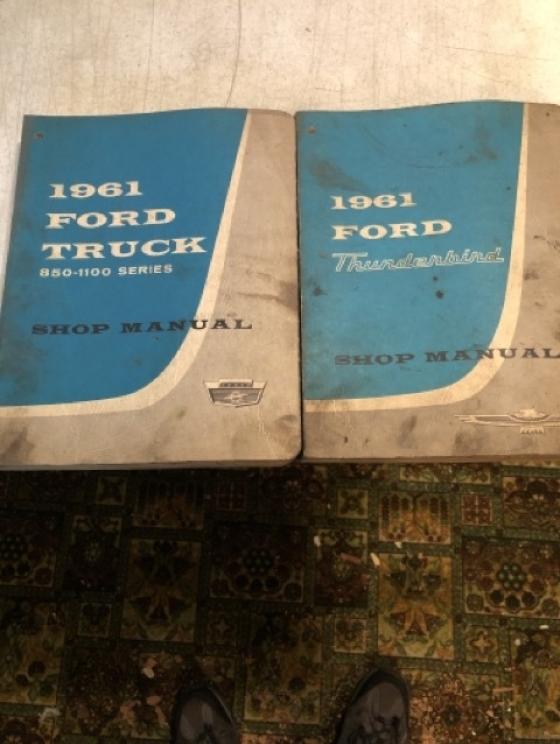 1961
FORD
TRUCK
850-1100 SERIES
SHOP MANUAL
1961
FORD
Thunderbird
SHOP MANUAL